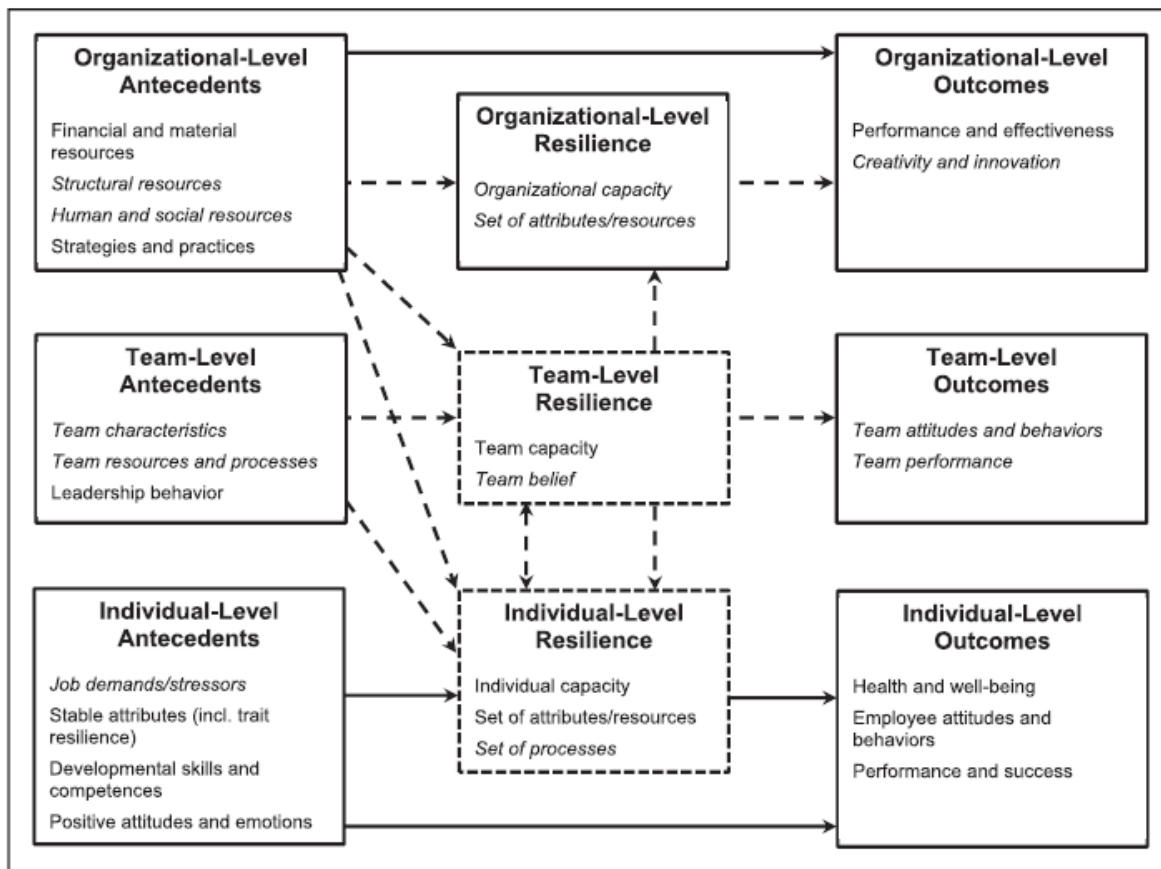 Organizational-Level
Antecedents
Financial and material
resources
Structural resources
Human and social resources
Strategies and practices
Organizational-Level
Resilience
Organizational capacity
Set of attributes/resources
Organizational-Level
Outcomes
Performance and effectiveness
Creativity and innovation
Team-Level
Antecedents
Team characteristics
Team resources and processes
Leadership behavior
Team-Level
Resilience
Team capacity
Team belief
Team-Level
Outcomes
Team attitudes and behaviors
Team performance
Individual-Level
Antecedents
Job demands/stressors
Stable attributes (incl. trait
resilience)
Developmental skills and
competences
Positive attitudes and emotions
Individual-Level
Resilience
Individual capacity
Set of attributes/resources
Set of processes
Individual-Level
Outcomes
Health and well-being
Employee attitudes and
behaviors
Performance and success